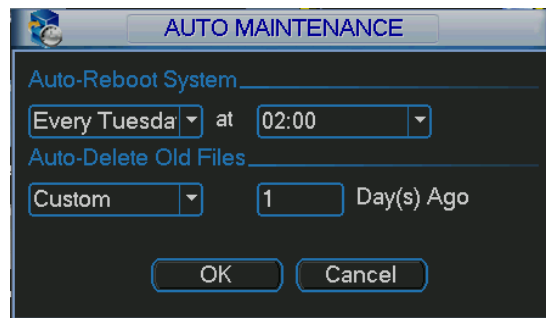 AUTO MAINTENANCE
Auto-Reboot System
Every Tuesda at 02:00
Auto-Delete Old Files
Custom 1 Day(s) Ago
OK Cancel